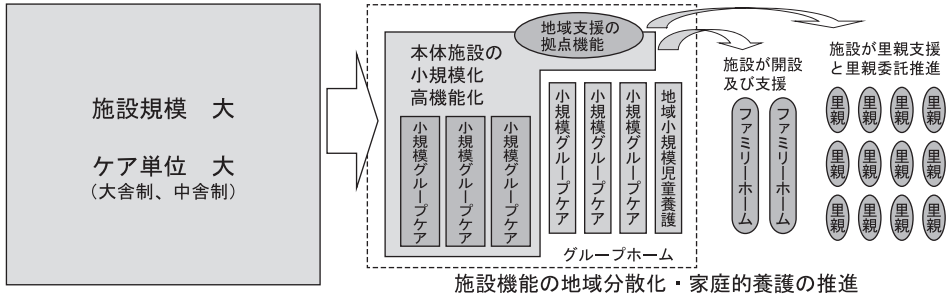 施設規模　大
ケア単位　大
（大舎制、中舎制）
本体施設の
小規模化
高機能化
小規模グループケア
小規模グループケア
小規模グループケア
地域支援の
拠点機能
小規模グループケア
小規模グループケア
小規模グループケア
地域小規模児童養護
グループホーム
施設が開設
及び支援
ファミリーホーム
ファミリーホーム
施設が里親支援
と里親委託推進
里親 里親 里親 里親
里親 里親 里親 里親
里親 里親 里親 里親
施設機能の地域分散化・家庭的養護の推進